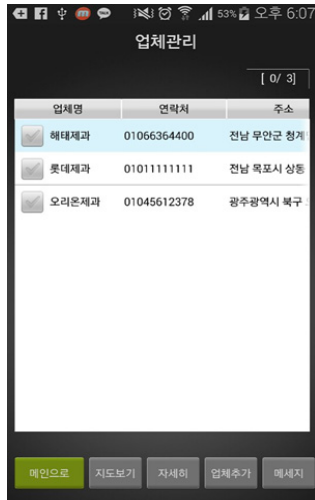 53% 오후 6:07
업체관리
[ 0/ 3]
업체명 연락처 주소
해태제과 01066364400 전남 무안군 청계
롯데제과 01011111111 전남 목포시 상동
오리온제과 01045612378 광주광역시 북구
메인으로 지도보기 자세히 업체추가 메세지